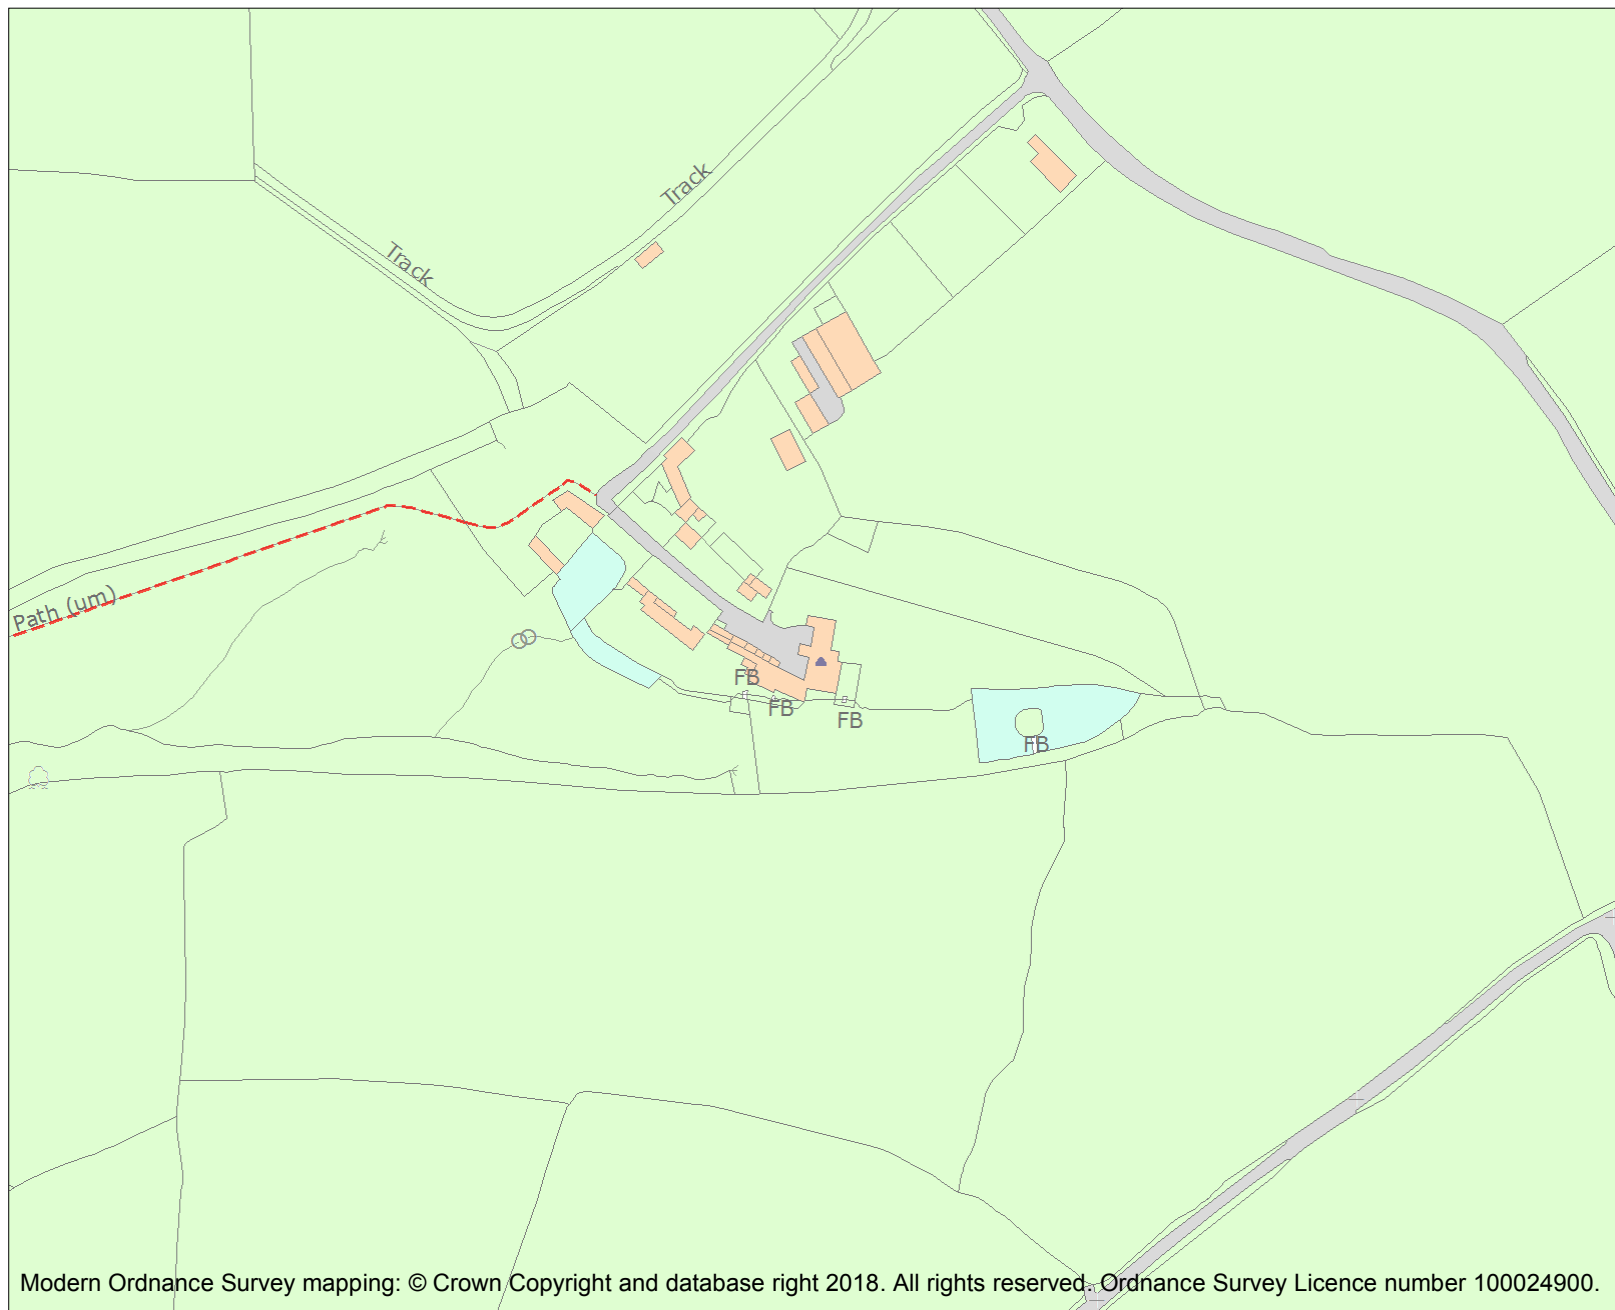 Track
Track
Path (um)
FB
FB
FB
FB
Modern Ordnance Survey mapping: © Crown Copyright and database right 2018. All rights reserved. Ordnance Survey Licence number 100024900.